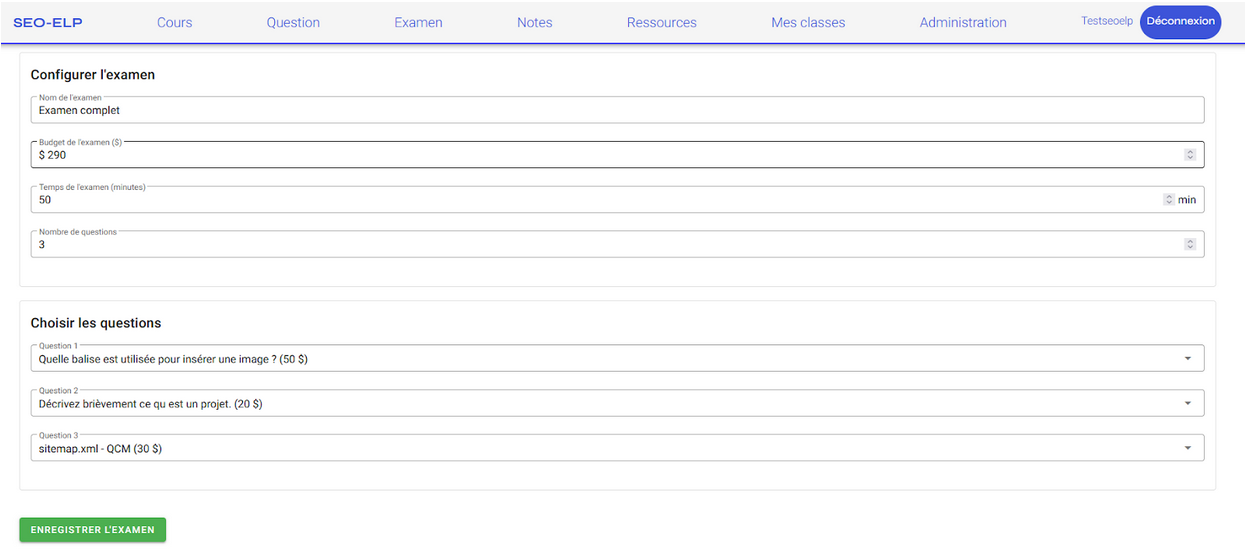 SEO-ELP Cours Question Examen Notes Ressources Mes classes Administration Testseoelp Déconnexion
Configurer l'examen
Nom de l'examen
Examen complet
Budget de l'examen ($)
$ 290
Temps de l'examen (minutes)
50 min
Nombre de questions
3
Choisir les questions
Question 1
Quelle balise est utilisée pour insérer une image ? (50 $)
Question 2
Décrivez brièvement ce qu est un projet. (20 $)
Question 3
sitemap.xml - QCM (30 $)
ENREGISTRER L'EXAMEN